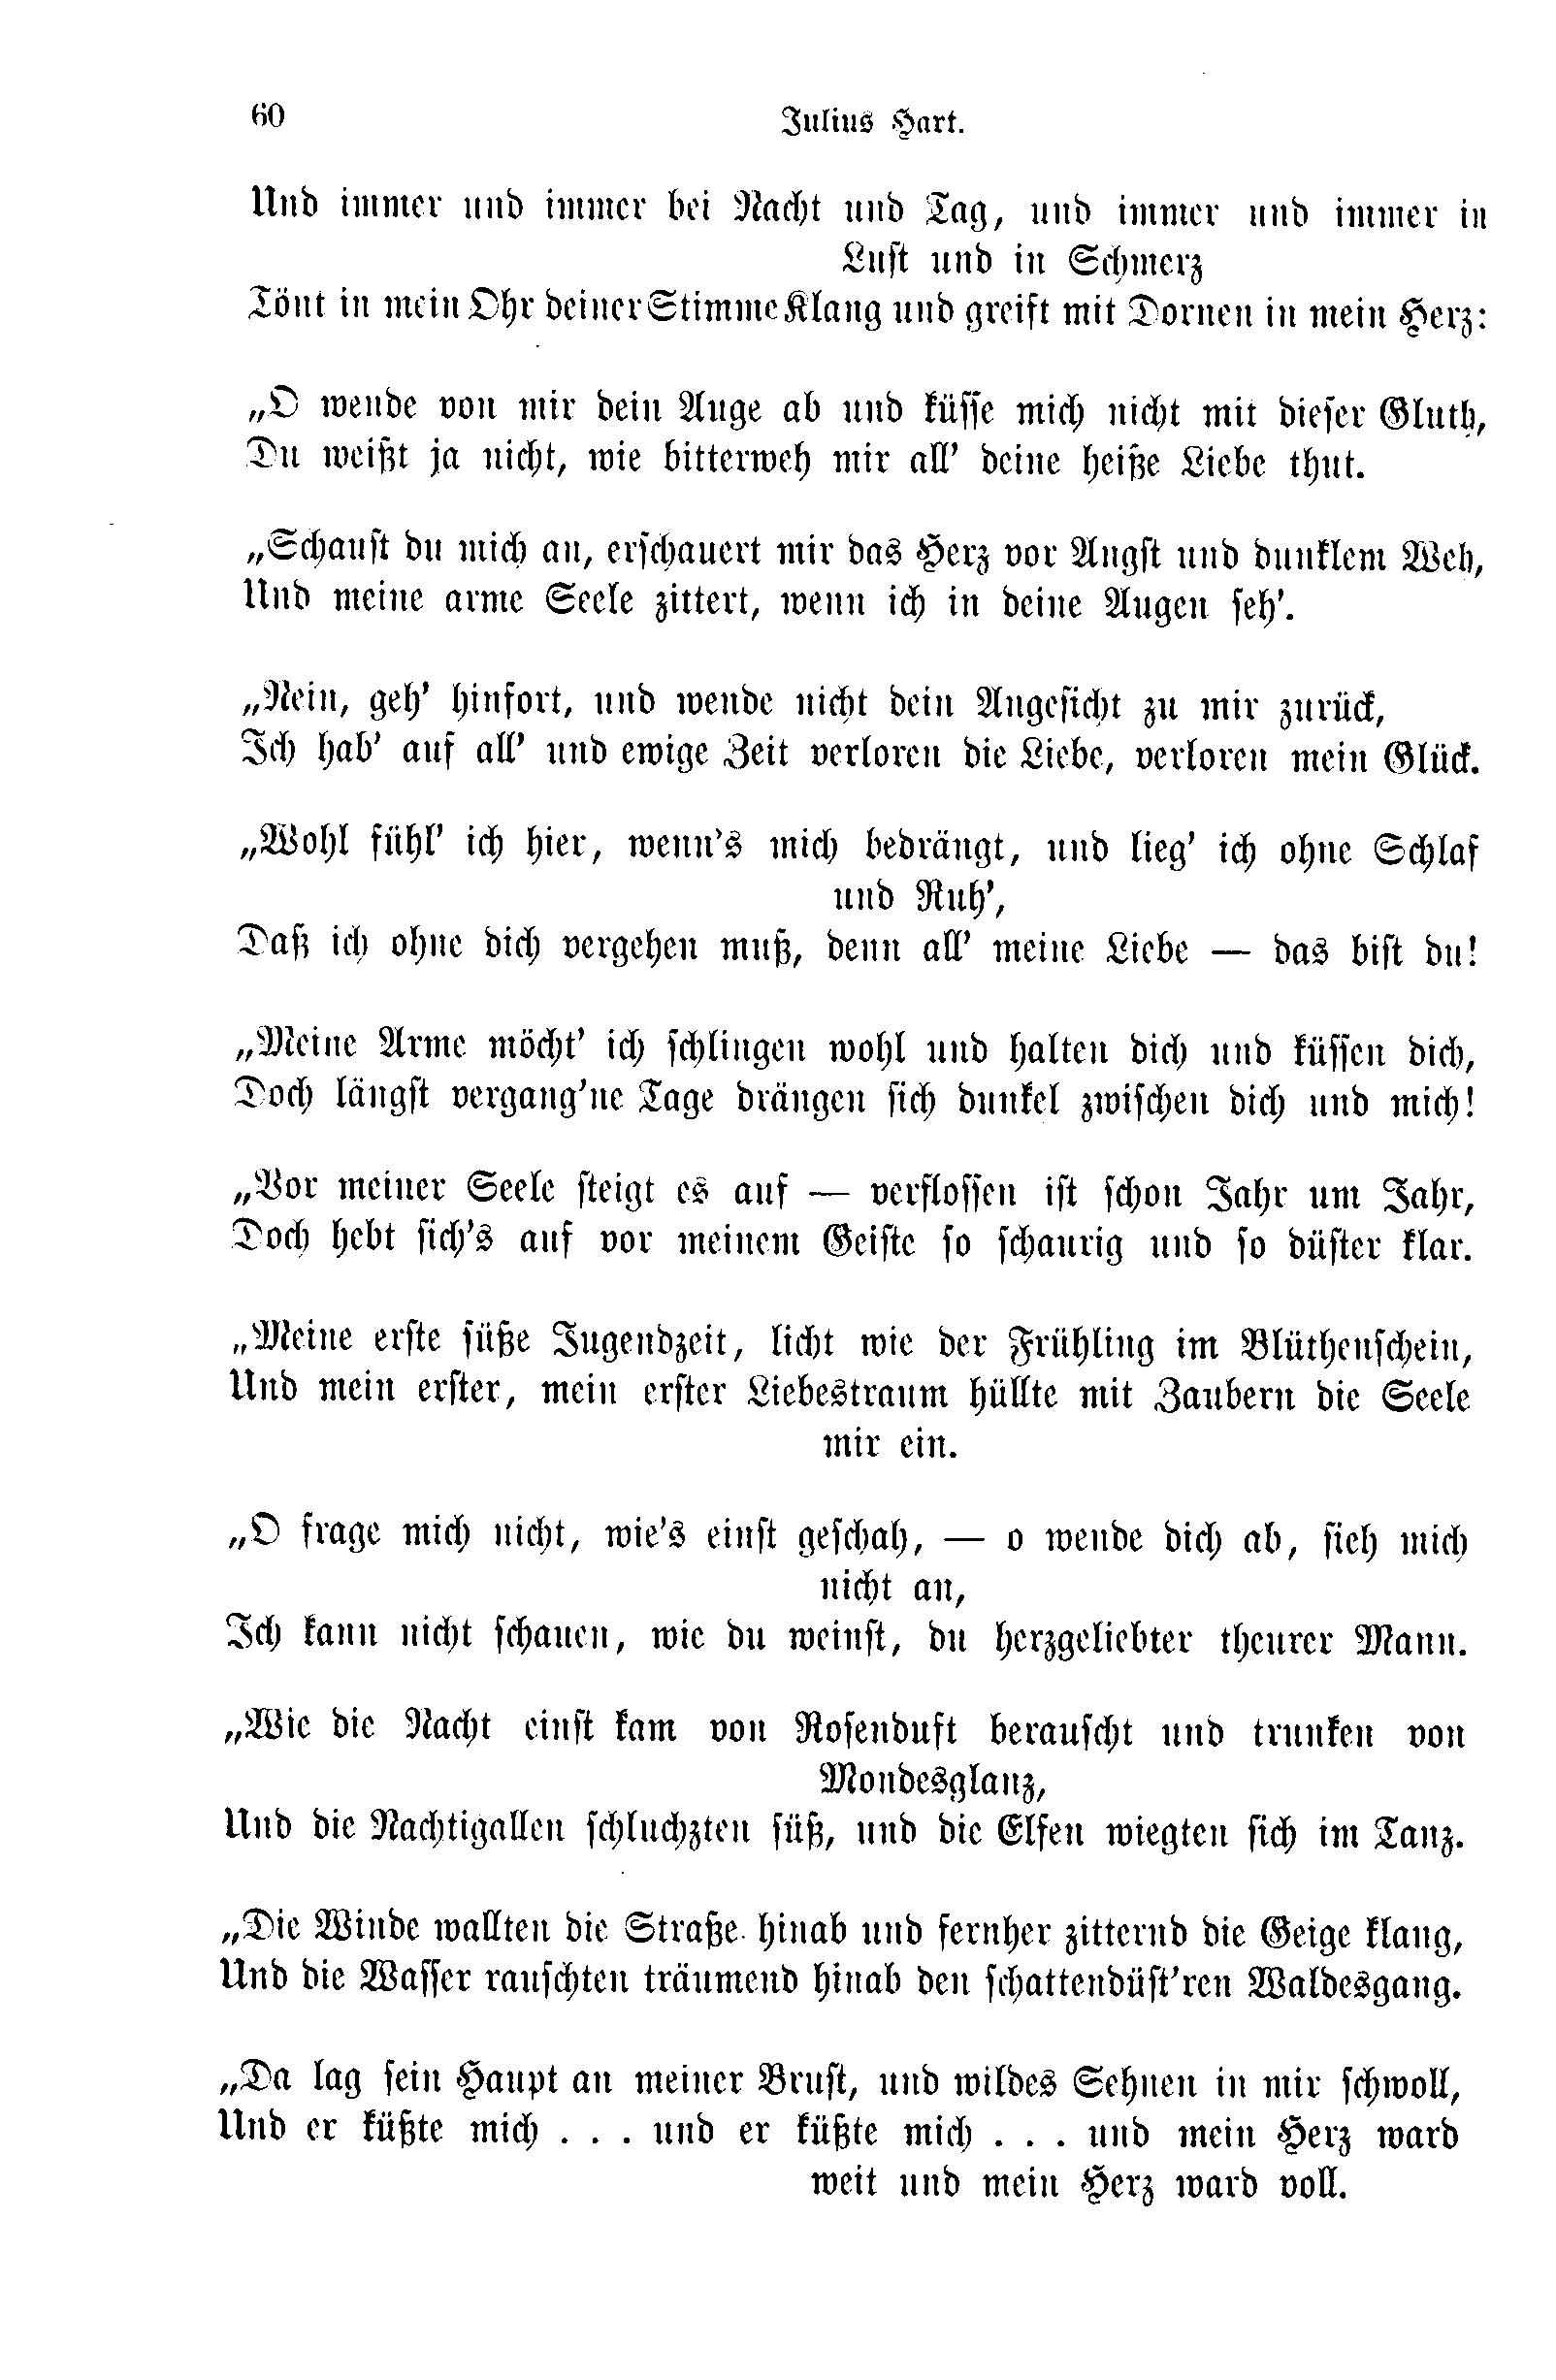 60
Julius Hart.
Und immer und immer bei Nacht und Tag, und immer und immer in
Lust und in Schmerz
Tönt in mein Ohr deiner Stimme Klang und greift mit Dornen in mein Herz:
„O wende von mir dein Auge ab und küsse mich nicht mit dieser Gluth,
Du weißt ja nicht, wie bitterweh mir all' deine heiße Liebe thut.
„Schaust du mich an, erschauert mir das Herz vor Angst und dunklem Weh,
Und meine arme Seele zittert, wenn ich in deine Augen seh'.
„Nein, geh' hinfort, und wende nicht dein Angesicht zu mir zurück,
Ich hab' auf all' und ewige Zeit verloren die Liebe, verloren mein Glück.
„Wohl fühl' ich hier, wenn's mich bedrängt, und lieg' ich ohne Schlaf
und Ruh',
Daß ich ohne dich vergehen muß, denn all' meine Liebe — das bist du!
„Meine Arme möcht' ich schlingen wohl und halten dich und küssen dich,
Doch längst vergang'ne Tage drängen sich dunkel zwischen dich und mich!
„Vor meiner Seele steigt es auf — verflossen ist schon Jahr um Jahr,
Doch hebt sich's auf vor meinem Geiste so schaurig und so düster klar.
„Meine erste süße Jugendzeit, licht wie der Frühling im Blüthenschein,
Und mein erster, mein erster Liebestraum hüllte mit Zaubern die Seele
mir ein.
„O frage mich nicht, wie's einst geschah, — o wende dich ab, sieh mich
nicht an,
Ich kann nicht schauen, wie du weinst, du herzgeliebter theurer Mann.
„Wie die Nacht einst kam von Rosenduft berauscht und trunken von
Mondesglanz,
Und die Nachtigallen schluchzten süß, und die Elfen wiegten sich im Tanz.
„Die Winde wallten die Straße hinab und fernher zitternd die Geige klang,
Und die Wasser rauschten träumend hinab den schattendüst'ren Waldesgang.
„Da lag sein Haupt an meiner Brust, und wildes Sehnen in mir schwoll,
Und er küßte mich . . . und er küßte mich . . . und mein Herz ward
weit und mein Herz ward voll.